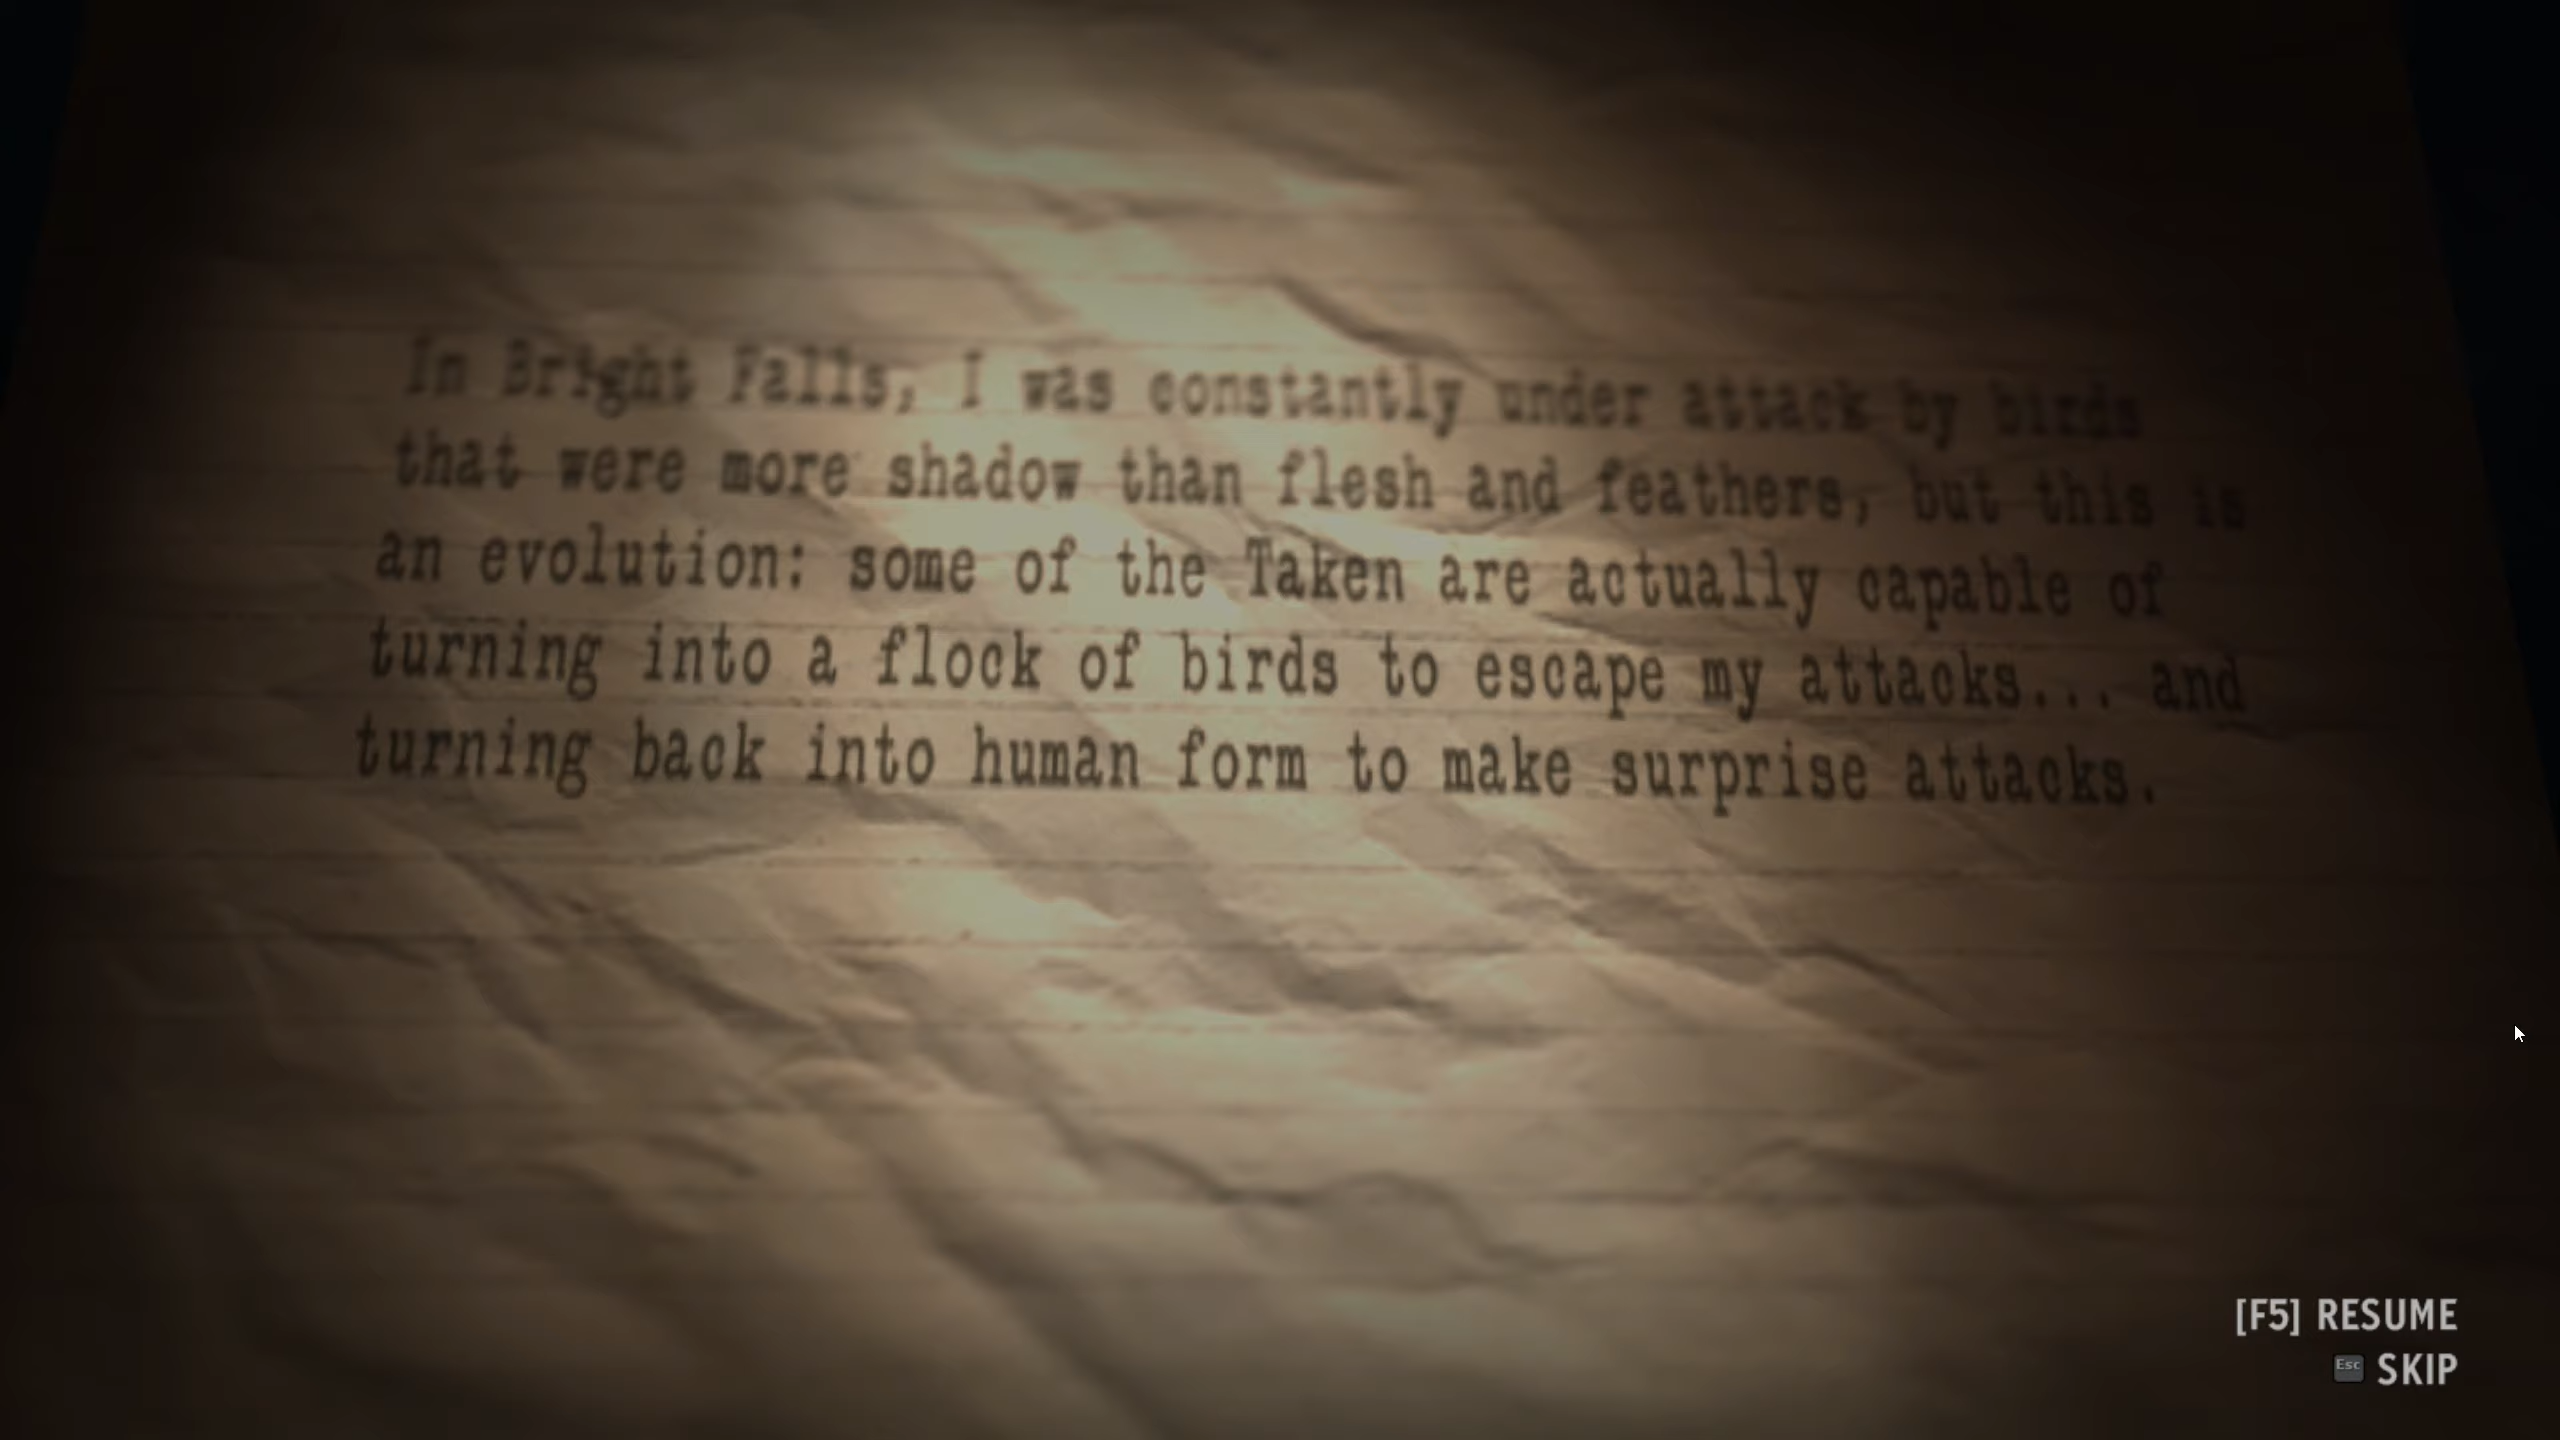 In Bright Falls, I was constantly under attack by birds
that were more shadow than flesh and feathers, but this is
an evolution: some of the Taken are actually capable of
turning into a flock of birds to escape my attacks... and
turning back into human form to make surprise attacks.
[F5] RESUME
Esc SKIP